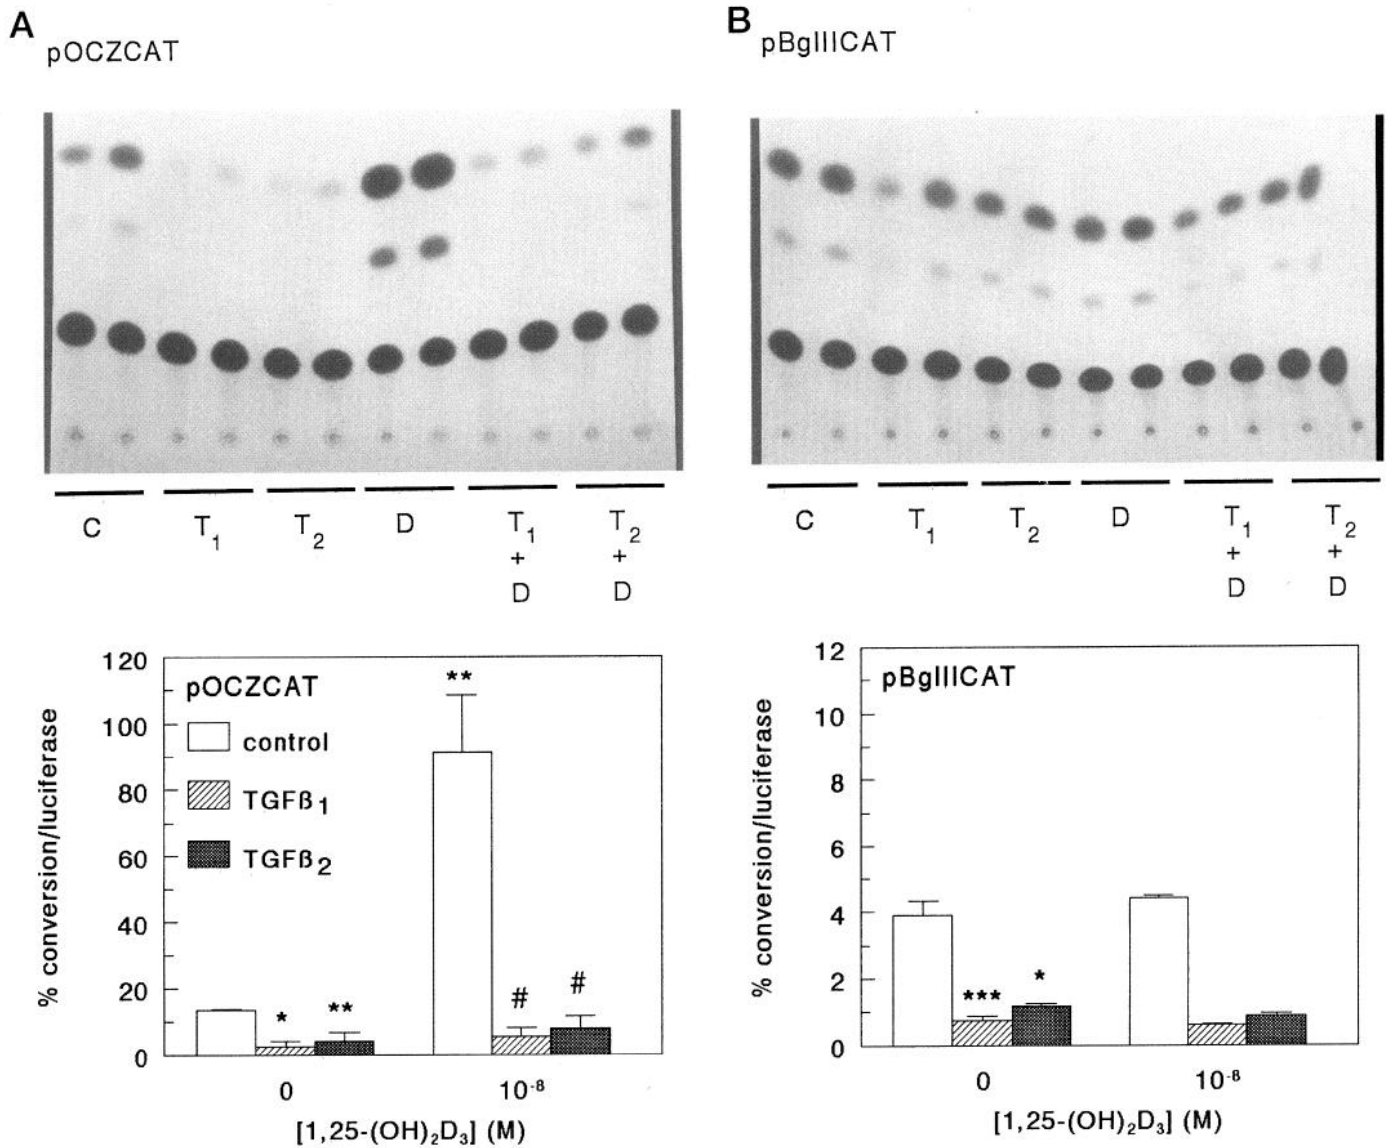 A
pOCZCAT
C T₁ T₂ D T₁ + D T₂ + D
pOCZCAT
control
TGFß₁
TGFß₂
120
100
80
60
40
20
0
% conversion/luciferase
**
* **
# #
0 10⁻⁸
[1,25-(OH)₂D₃] (M)
B
pBgIIICAT
C T₁ T₂ D T₁ + D T₂ + D
pBgIIICAT
12
10
8
6
4
2
0
% conversion/luciferase
*** *
0 10⁻⁸
[1,25-(OH)₂D₃] (M)